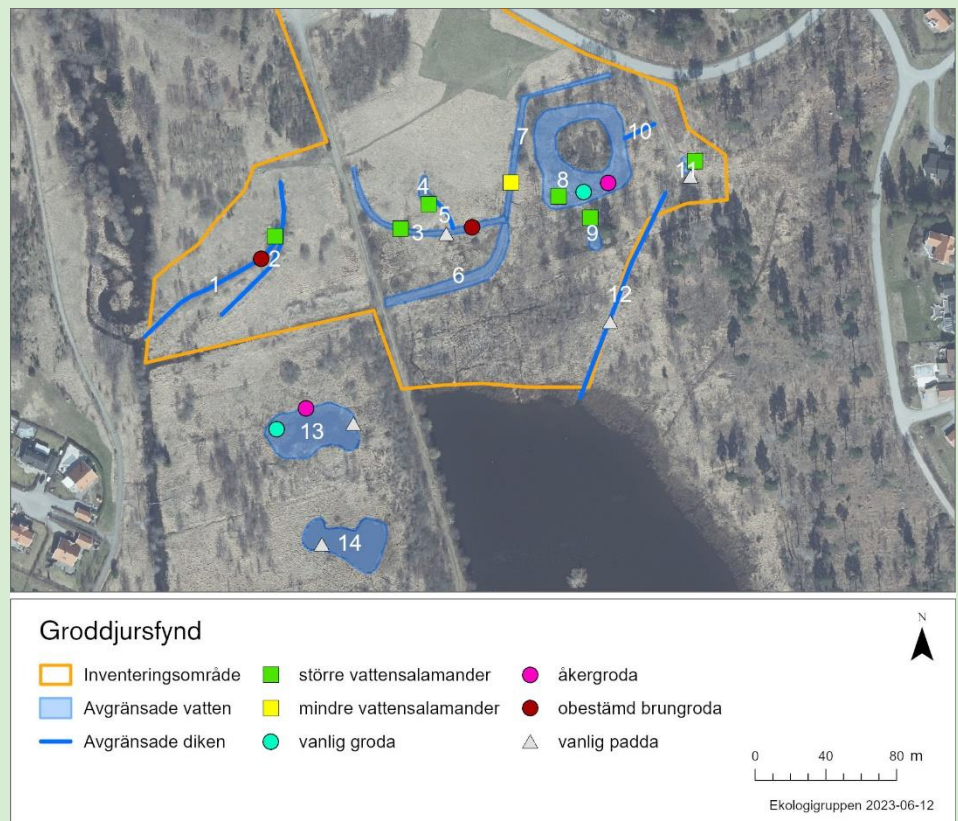 7
10
8
11
4
5
9
3
2
6
1
12
13
14
Groddjursfynd
N
Inventeringsområde
större vattensalamander
åkergroda
Avgränsade vatten
mindre vattensalamander
obestämd brungroda
Avgränsade diken
vanlig groda
vanlig padda
0 40 80 m
Ekologigruppen 2023-06-12